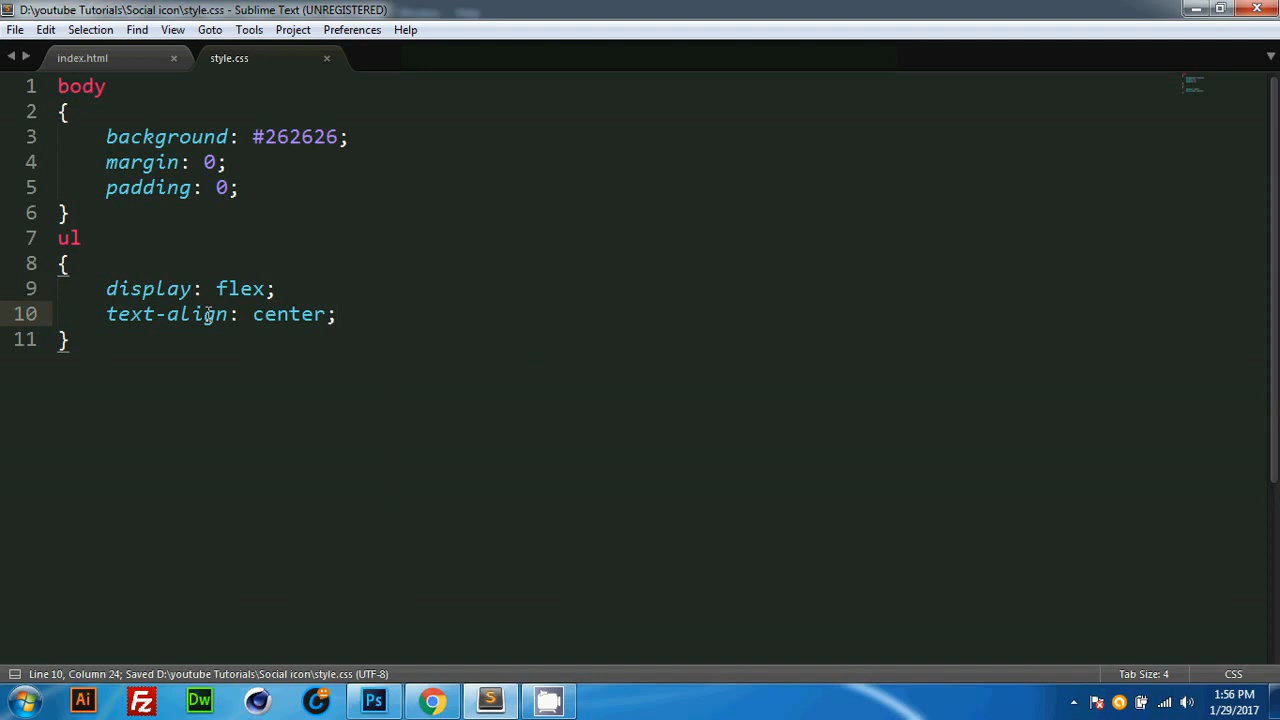 D:\youtube Tutorials\Social icon\style.css - Sublime Text (UNREGISTERED)
File Edit Selection Find View Goto Tools Project Preferences Help
index.html × style.css ×
1 body
2 {
3 background: #262626;
4 margin: 0;
5 padding: 0;
6 }
7 ul
8 {
9 display: flex;
10 text-align: center;
11 }
Line 10, Column 24; Saved D:\youtube Tutorials\Social icon\style.css (UTF-8) Tab Size: 4 CSS
Ai Fz Dw Ps S
1:56 PM
1/29/2017